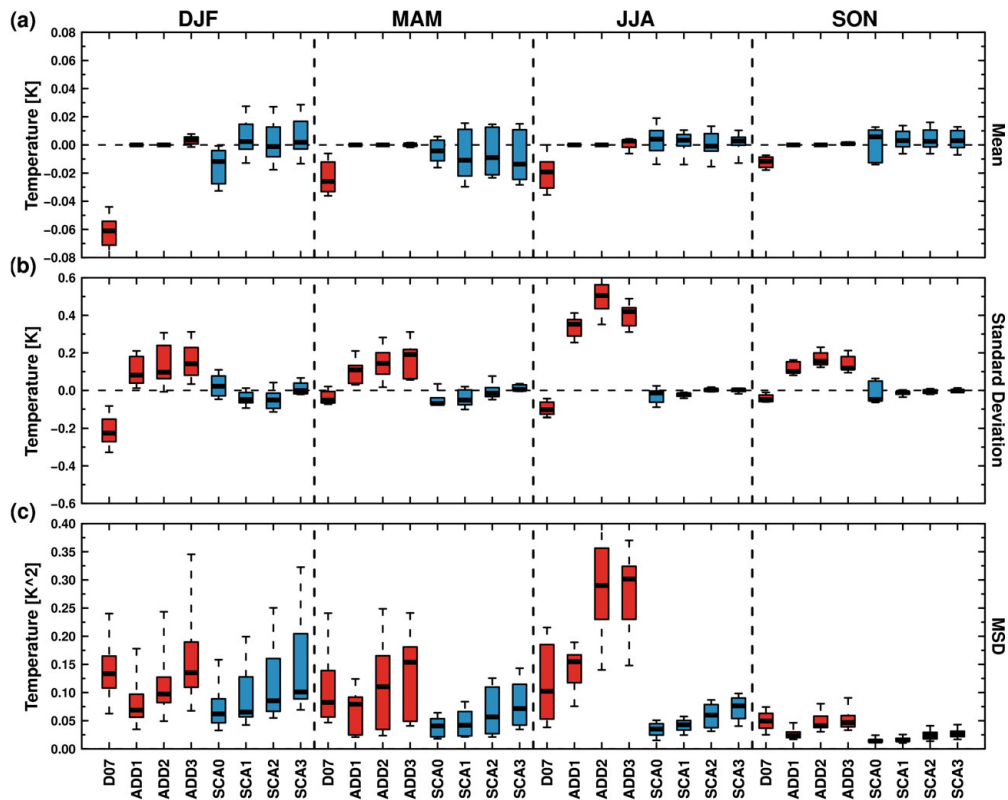 DJF MAM JJA SON
(a)
0.08
0.06
0.04
0.02
0.00
−0.02
−0.04
−0.06
−0.08
Temperature [K]
Mean
(b)
0.6
0.4
0.2
0.0
−0.2
−0.4
−0.6
Temperature [K]
Standard Deviation
(c)
0.40
0.35
0.30
0.25
0.20
0.15
0.10
0.05
0.00
Temperature [K^2]
MSD
D07 ADD1 ADD2 ADD3 SCA0 SCA1 SCA2 SCA3 D07 ADD1 ADD2 ADD3 SCA0 SCA1 SCA2 SCA3 D07 ADD1 ADD2 ADD3 SCA0 SCA1 SCA2 SCA3 D07 ADD1 ADD2 ADD3 SCA0 SCA1 SCA2 SCA3